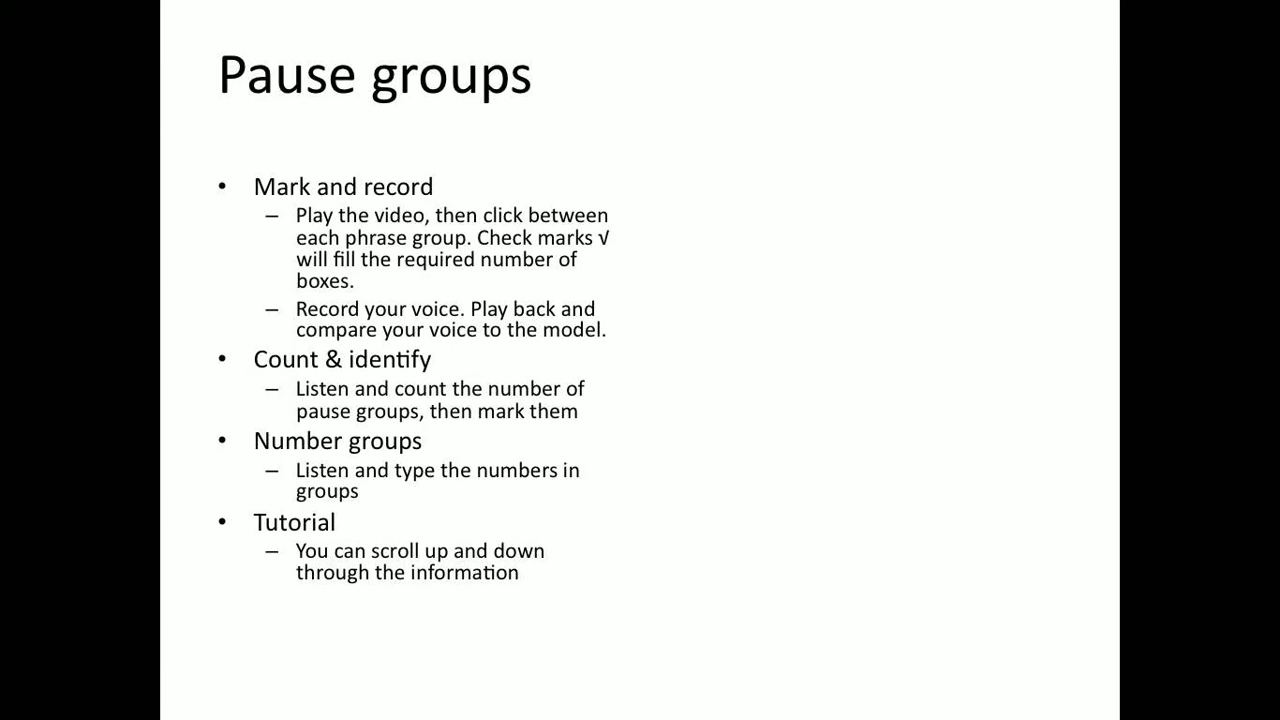 Pause groups
• Mark and record
– Play the video, then click between
each phrase group. Check marks √
will fill the required number of
boxes.
– Record your voice. Play back and
compare your voice to the model.
• Count & identify
– Listen and count the number of
pause groups, then mark them
• Number groups
– Listen and type the numbers in
groups
• Tutorial
– You can scroll up and down
through the information